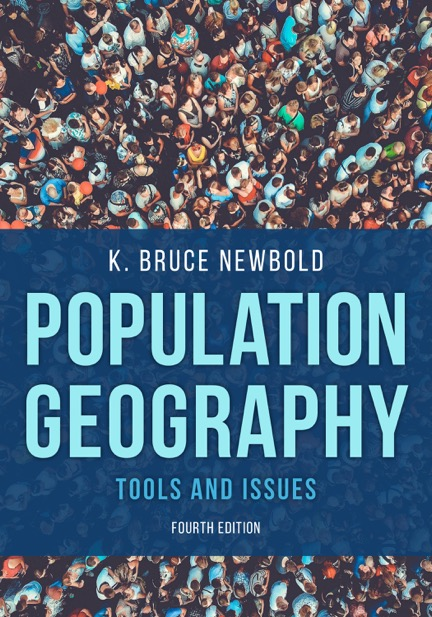 K. BRUCE NEWBOLD
POPULATION
GEOGRAPHY
TOOLS AND ISSUES
FOURTH EDITION